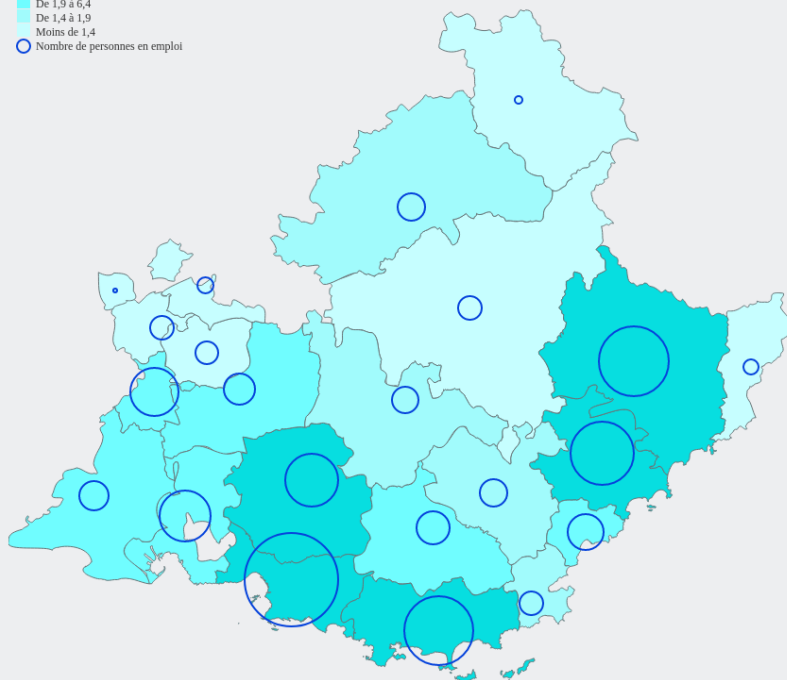 De 1,9 à 6,4
De 1,4 à 1,9
Moins de 1,4
Nombre de personnes en emploi